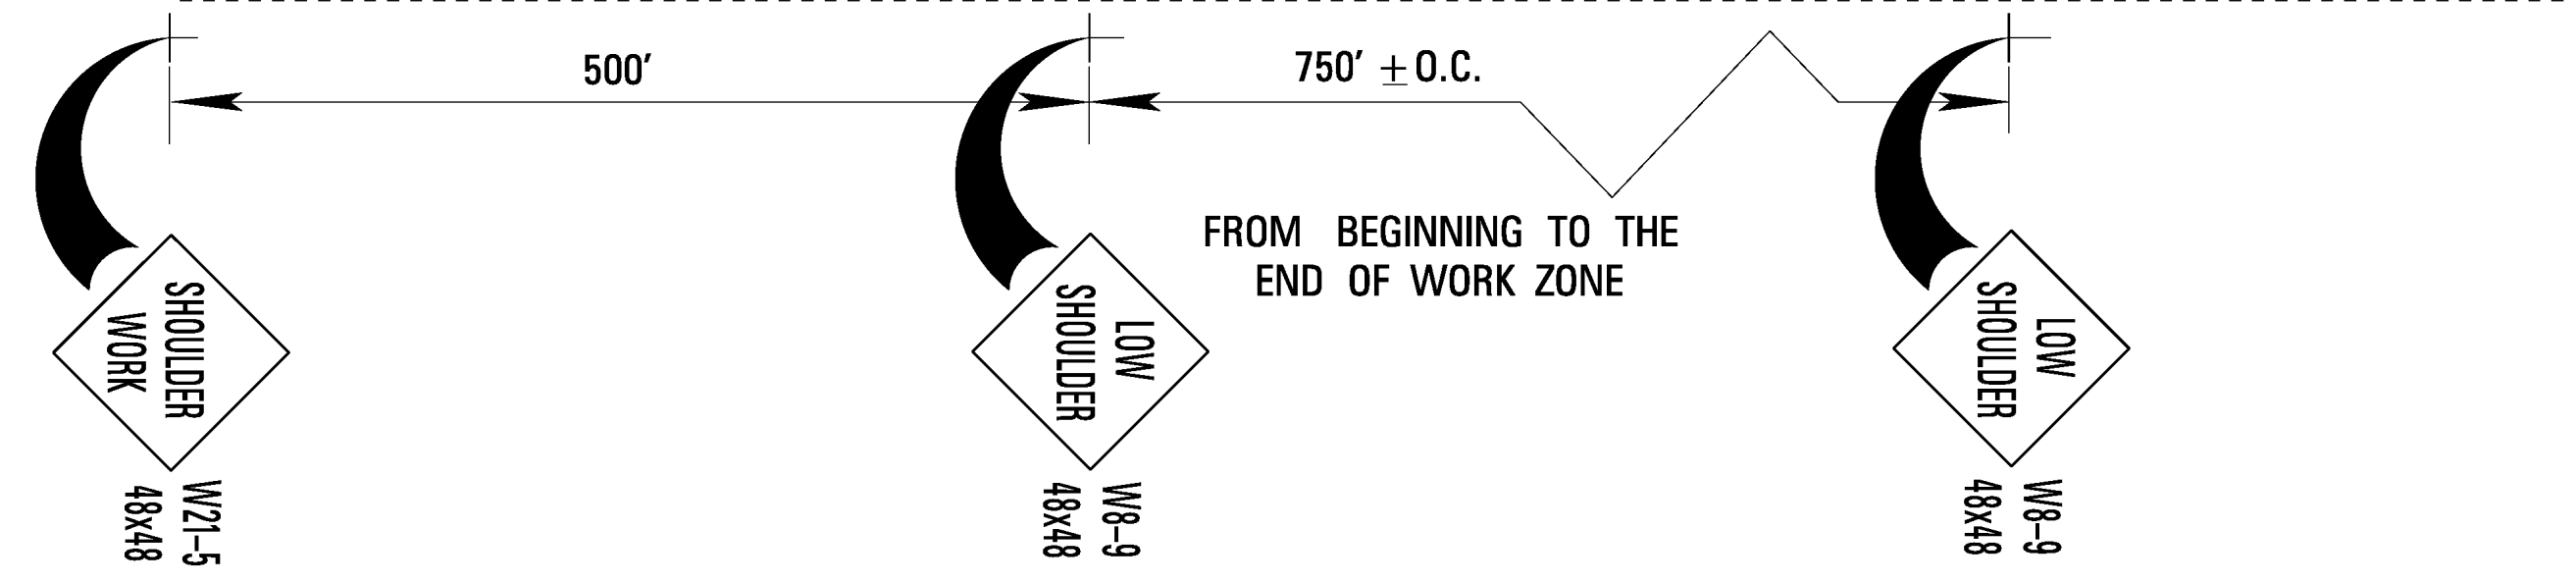 500'
750' ± O.C.
FROM BEGINNING TO THE
END OF WORK ZONE
SHOULDER
WORK
W21-5
48x48
LOW
SHOULDER
W8-9
48x48
LOW
SHOULDER
W8-9
48x48